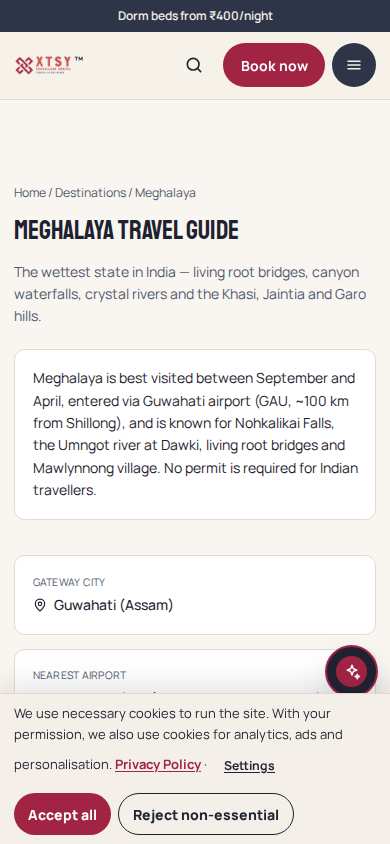 Dorm beds from ₹400/night
XTSY ™
Book now
Home / Destinations / Meghalaya
MEGHALAYA TRAVEL GUIDE
The wettest state in India — living root bridges, canyon
waterfalls, crystal rivers and the Khasi, Jaintia and Garo
hills.
Meghalaya is best visited between September and
April, entered via Guwahati airport (GAU, ~100 km
from Shillong), and is known for Nohkalikai Falls,
the Umngot river at Dawki, living root bridges and
Mawlynnong village. No permit is required for Indian
travellers.
GATEWAY CITY
Guwahati (Assam)
NEAREST AIRPORT
We use necessary cookies to run the site. With your
permission, we also use cookies for analytics, ads and
personalisation. Privacy Policy · Settings
Accept all Reject non-essential